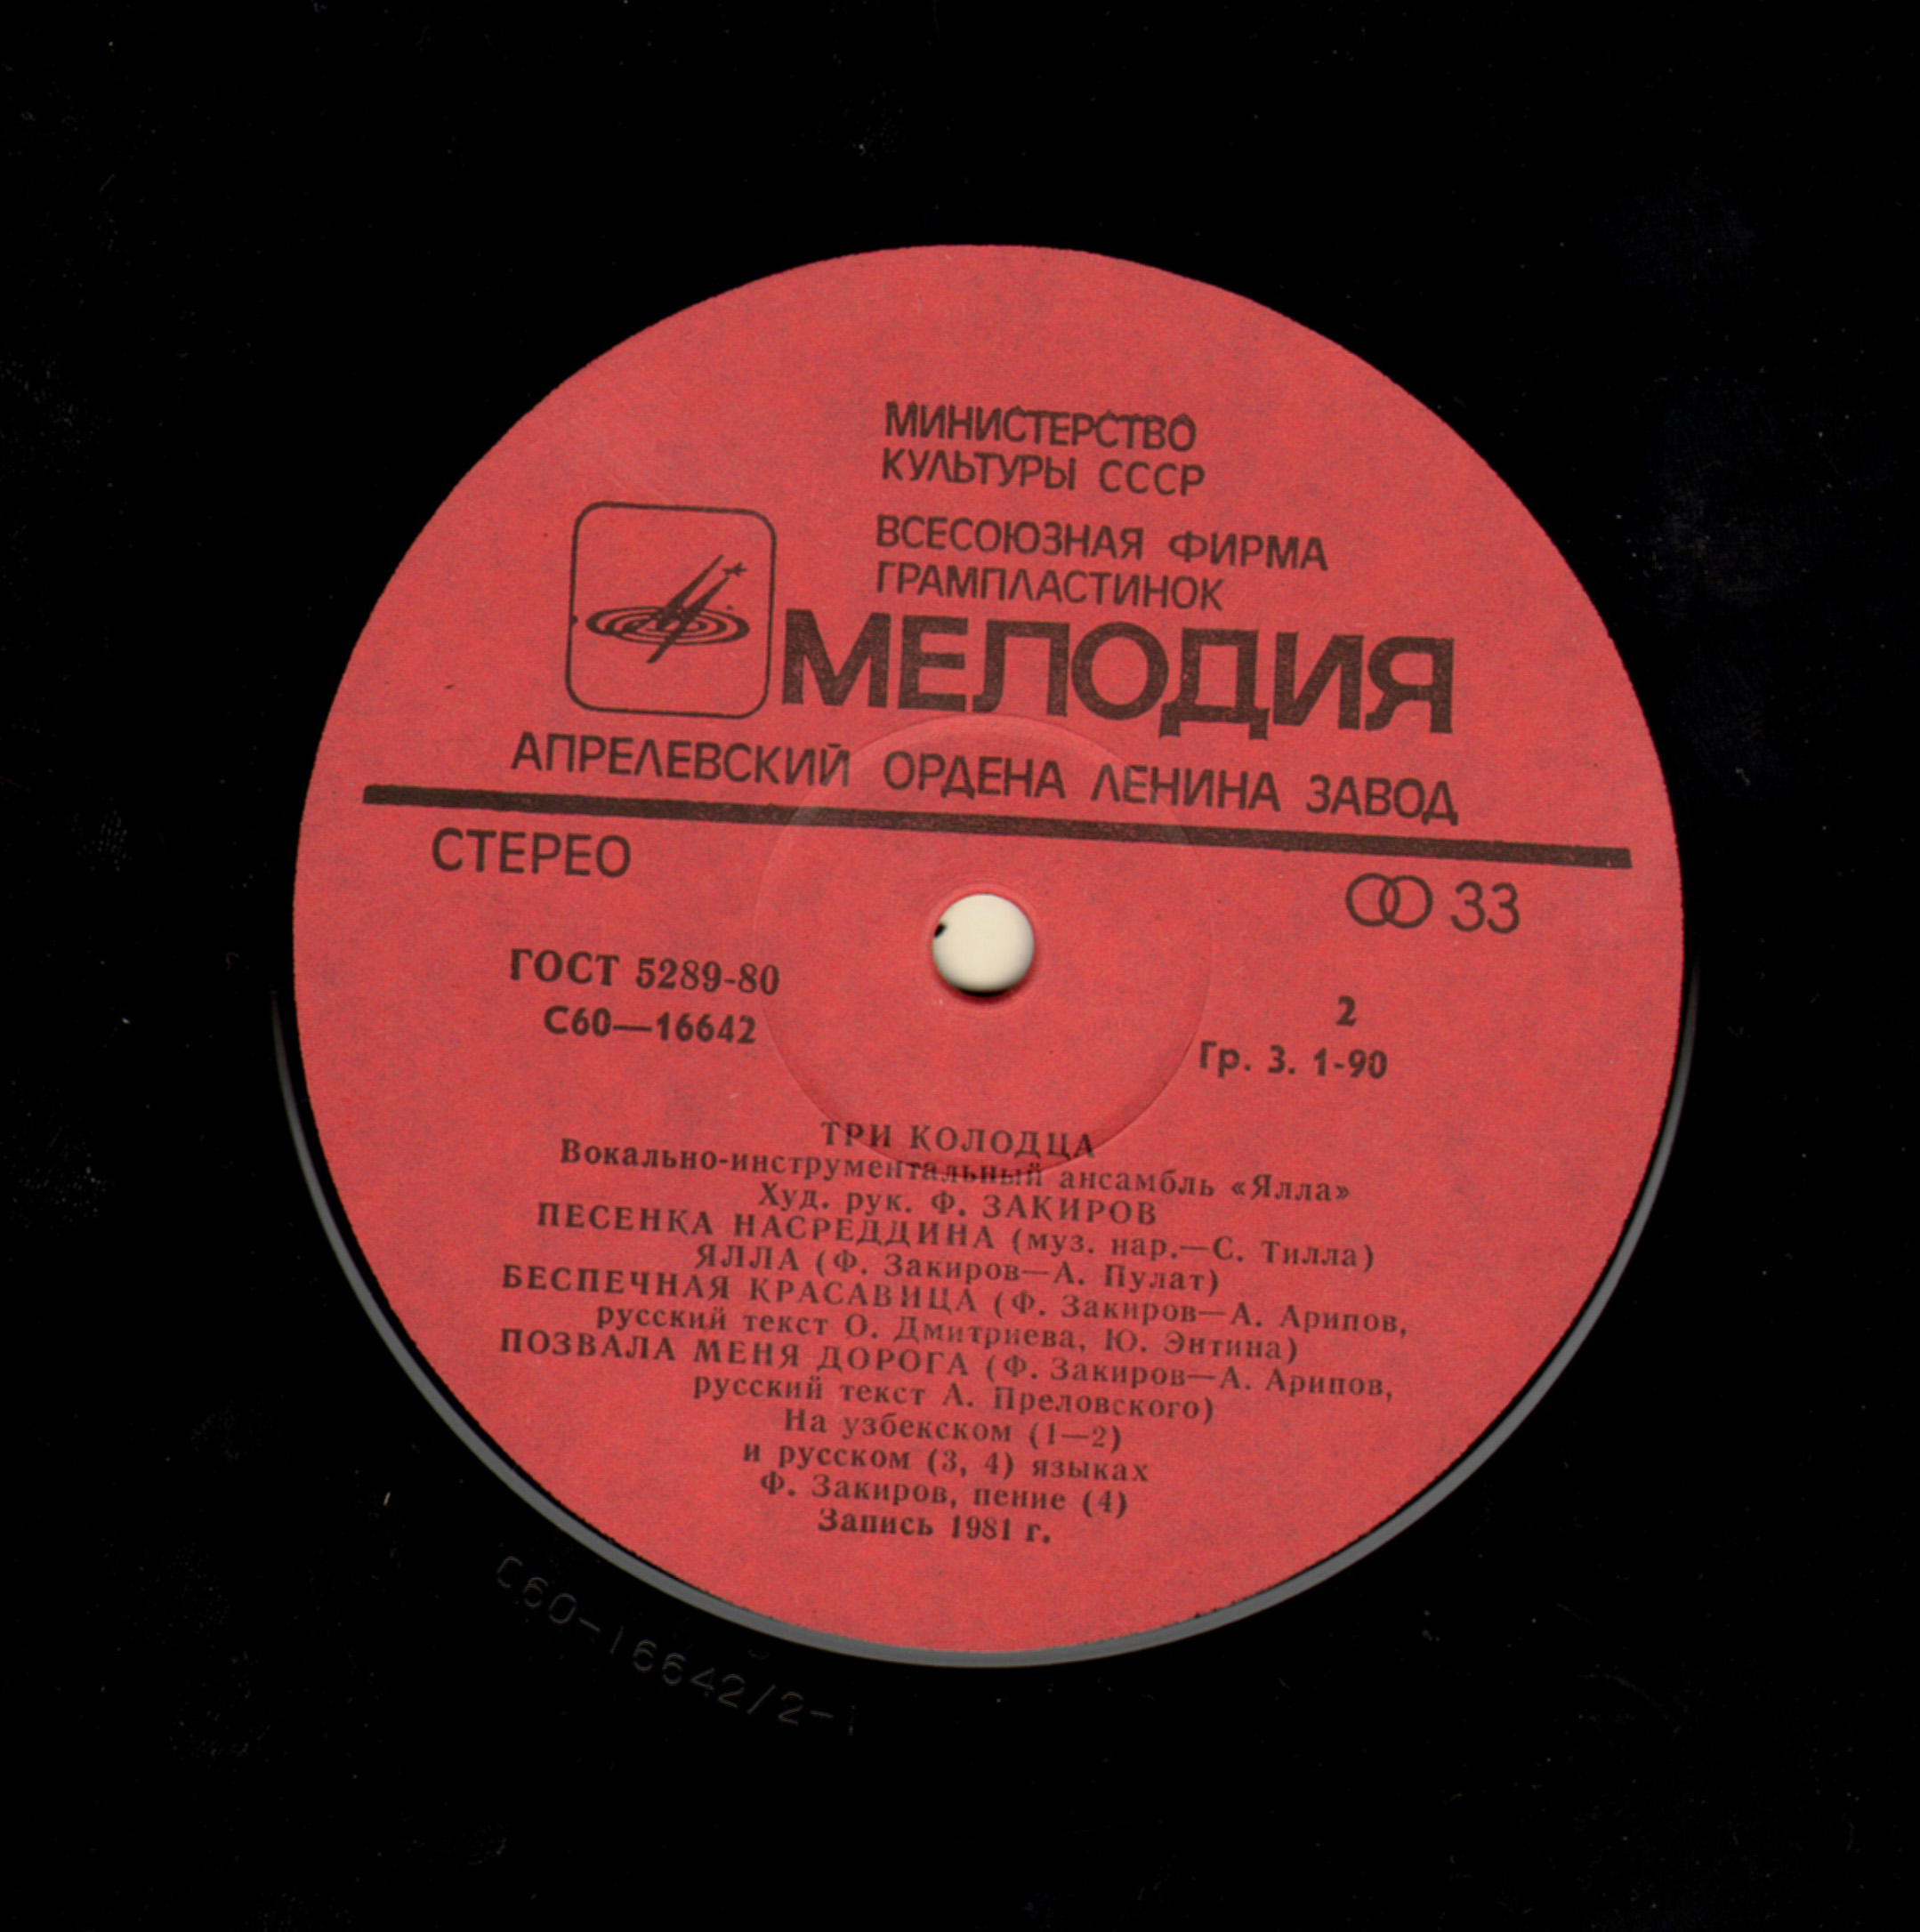 МИНИСТЕРСТВО
КУЛЬТУРЫ СССР
ВСЕСОЮЗНАЯ ФИРМА
ГРАМПЛАСТИНОК
МЕЛОДИЯ
АПРЕЛЕВСКИЙ ОРДЕНА ЛЕНИНА ЗАВОД
СТЕРЕО
33
ГОСТ 5289-80
С60—16642
2
Гр. 3. 1-90
ТРИ КОЛОДЦА
Вокально-инструментальный ансамбль «Ялла»
Худ. рук. Ф. ЗАКИРОВ
ПЕСЕНКА НАСРЕДДИНА (муз. нар.—С. Тилла)
ЯЛЛА (Ф. Закиров—А. Пулат)
БЕСПЕЧНАЯ КРАСАВИЦА (Ф. Закиров—А. Арипов,
русский текст О. Дмитриева, Ю. Энтина)
ПОЗВАЛА МЕНЯ ДОРОГА (Ф. Закиров—А. Арипов,
русский текст А. Преловского)
На узбекском (1—2)
и русском (3, 4) языках
Ф. Закиров, пение (4)
Запись 1981 г.
С60-16642/2-1